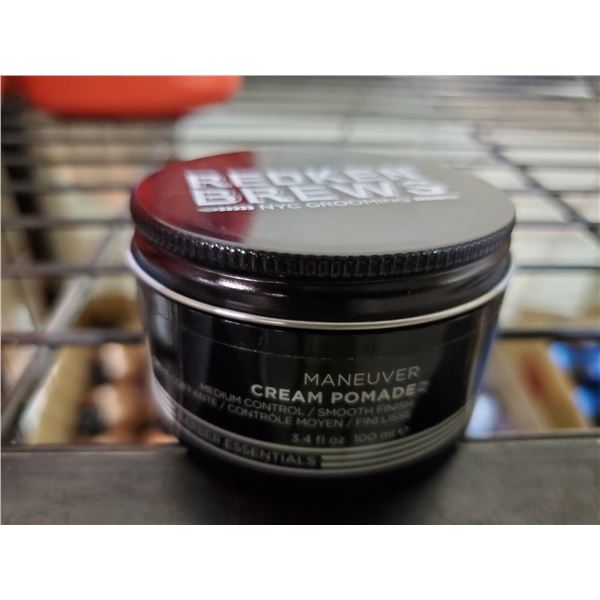 REDKEN
BREWS
NYC GROOMING
MANEUVER
CREAM POMADE™
MEDIUM CONTROL / SMOOTH FINISH
/ CONTRÔLE MOYEN / FINI LISSE
3.4 fl oz 100 ml ℮
ESSENTIALS